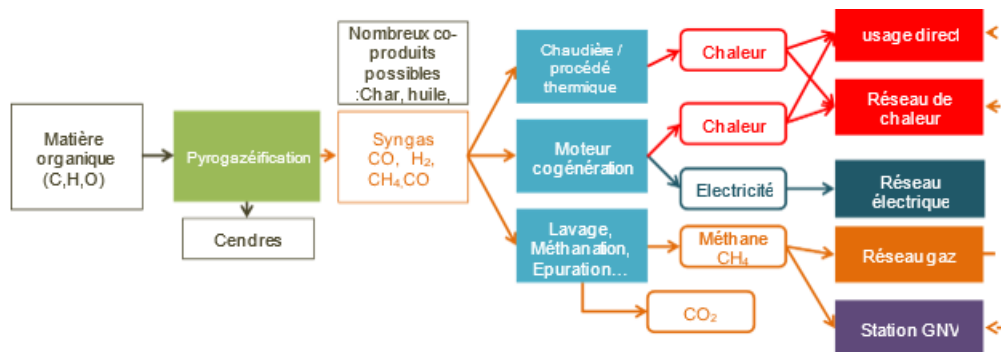 Matière
organique
(C,H,O)
Pyrogazéification
Cendres
Nombreux co-
produits
possibles
:Char, huile,
Syngas
CO, H₂,
CH₄,CO
Chaudière /
procédé
thermique
Moteur
cogénération
Lavage,
Méthanation,
Epuration...
Chaleur
Chaleur
Electricité
Méthane
CH₄
CO₂
usage direct
Réseau de
chaleur
Réseau
électrique
Réseau gaz
Station GNV